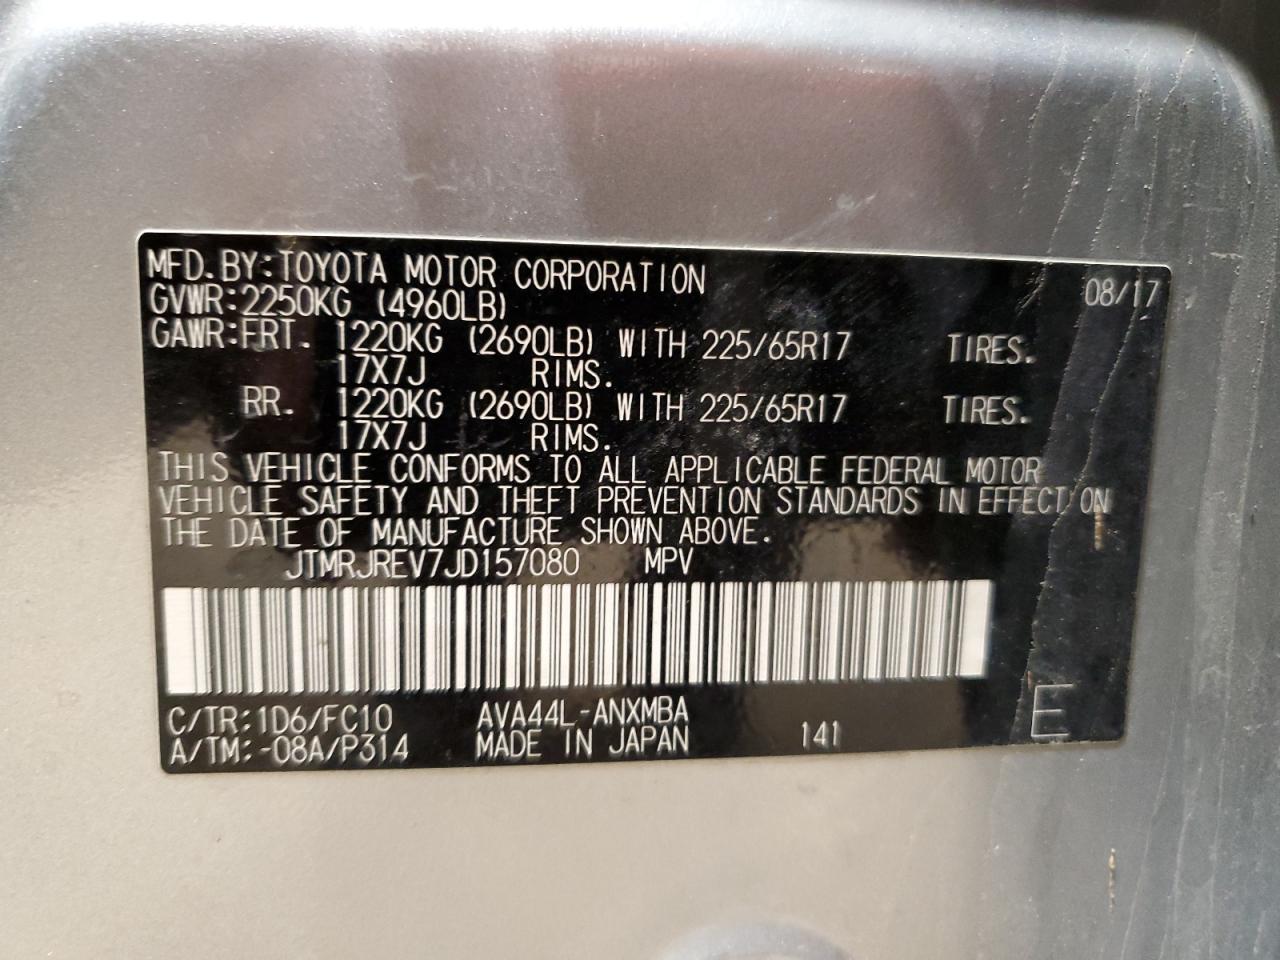 MFD. BY: TOYOTA MOTOR CORPORATION 08/17
GVWR: 2250KG (4960LB)
GAWR: FRT. 1220KG (2690LB) WITH 225/65R17 TIRES.
17X7J RIMS.
RR. 1220KG (2690LB) WITH 225/65R17 TIRES.
17X7J RIMS.
THIS VEHICLE CONFORMS TO ALL APPLICABLE FEDERAL MOTOR
VEHICLE SAFETY AND THEFT PREVENTION STANDARDS IN EFFECT ON
THE DATE OF MANUFACTURE SHOWN ABOVE.
JTMRJREV7JD157080 MPV
C/TR: 1D6/FC10 AVA44L-ANXMBA
A/TM: -08A/P314 MADE IN JAPAN 141 E